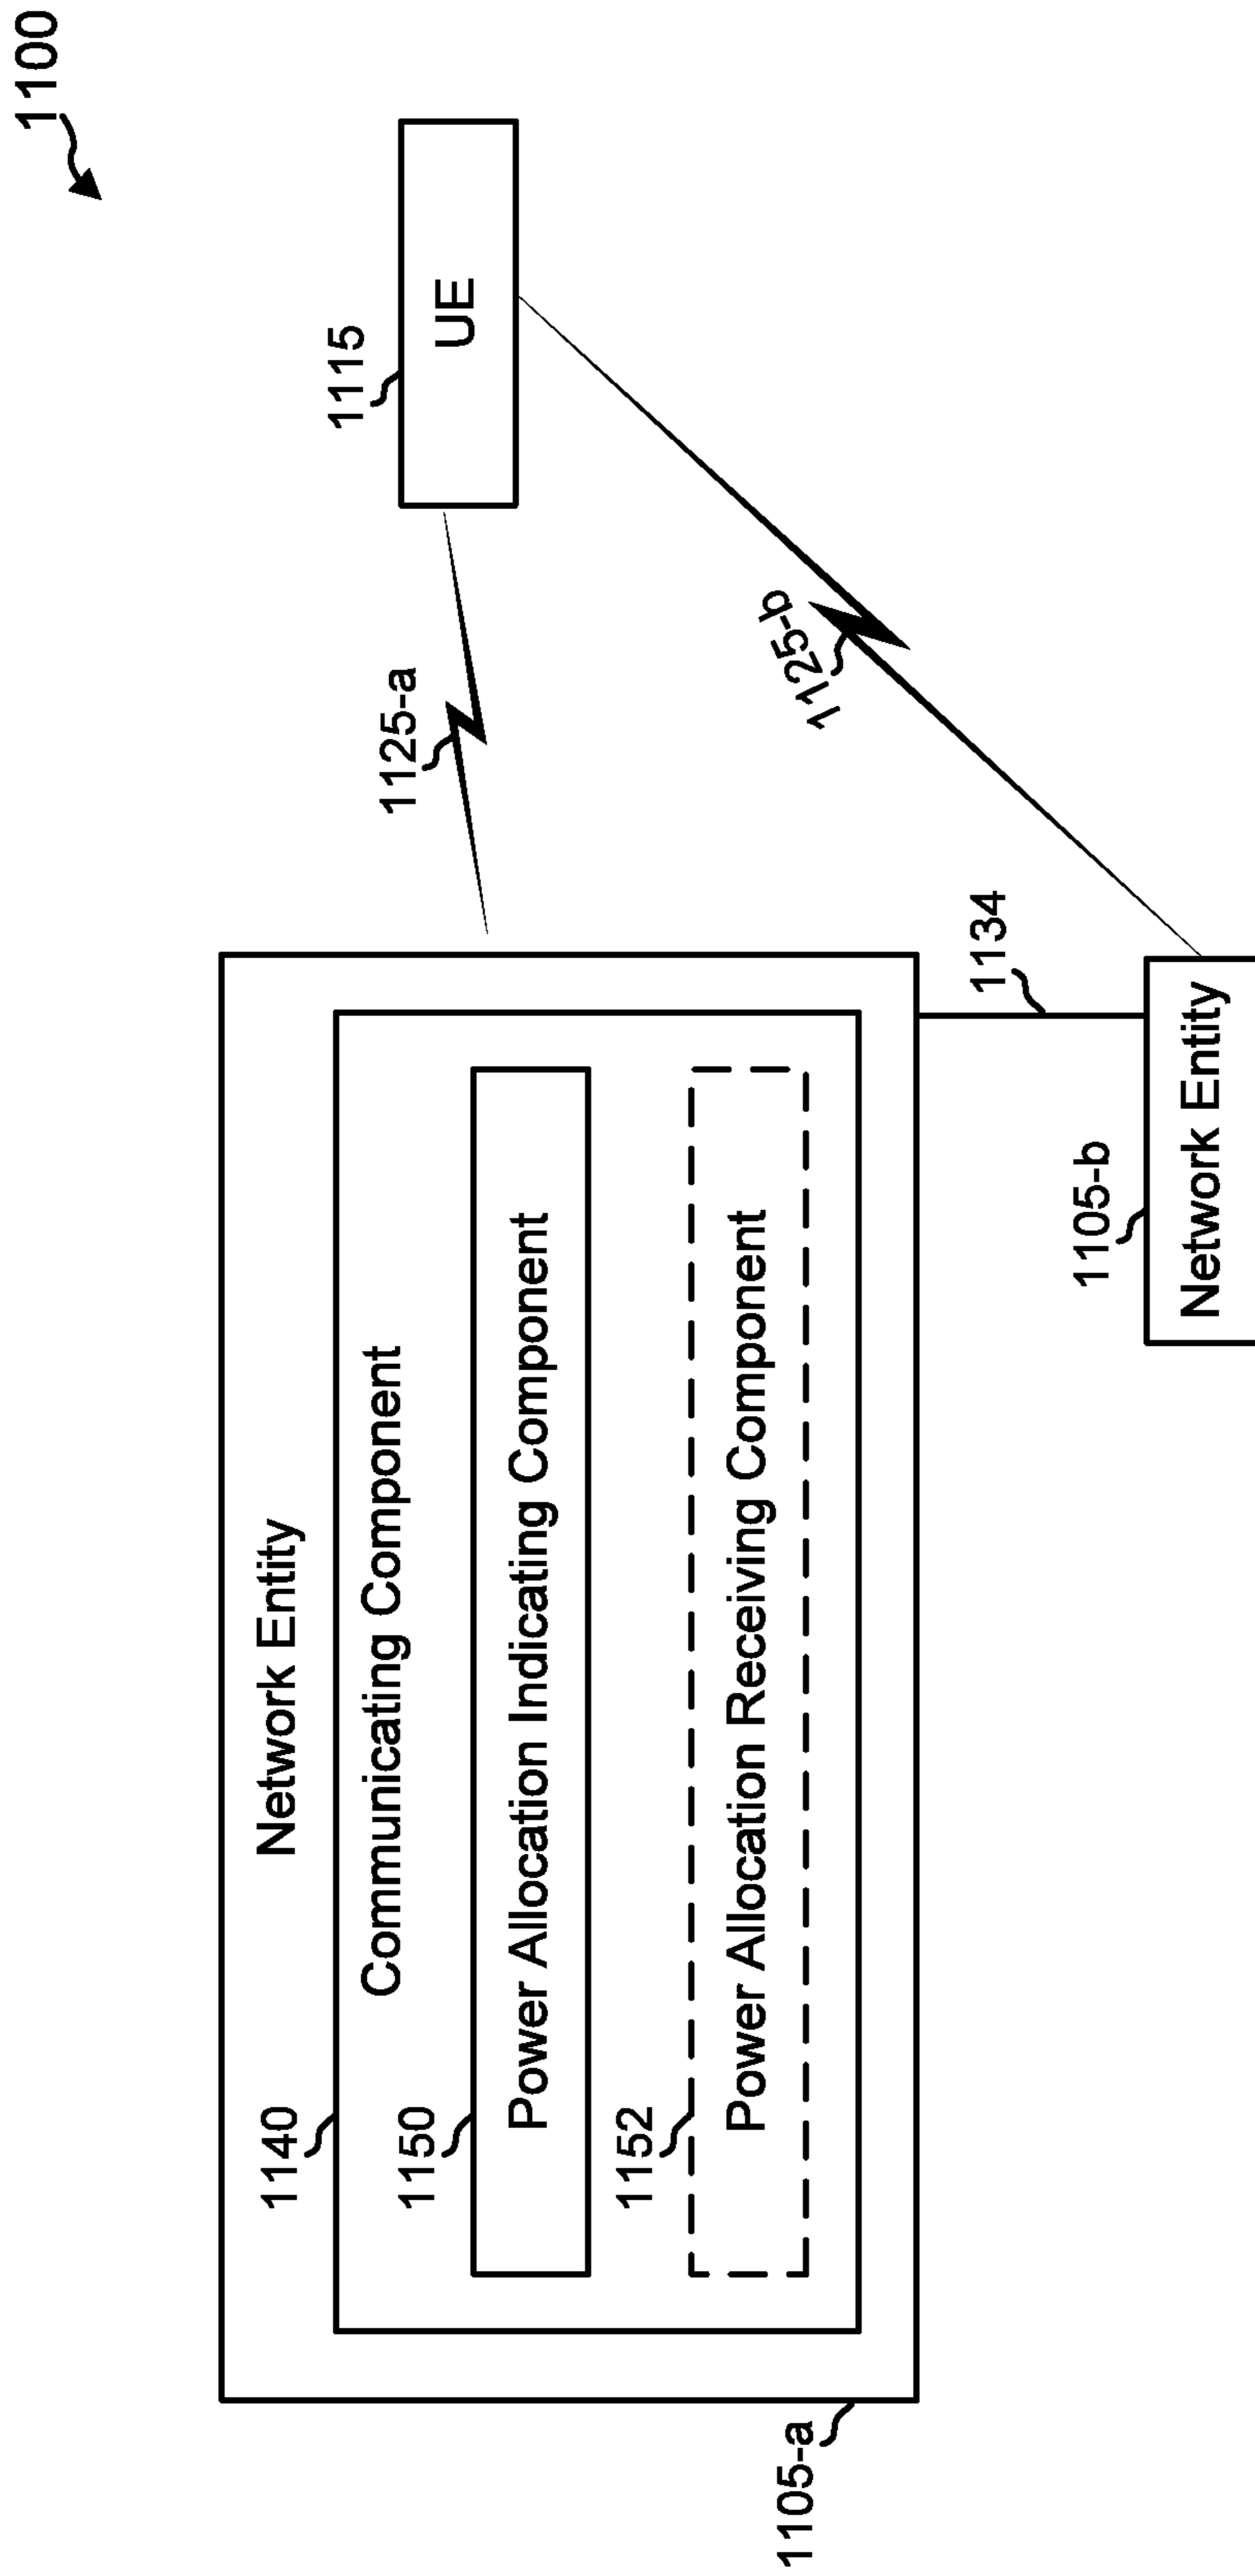 1100
Network Entity
1140
Communicating Component
1115
UE
1125-a
1150
Power Allocation Indicating Component
1152
Power Allocation Receiving Component
1125-b
1105-a
1134
1105-b
Network Entity